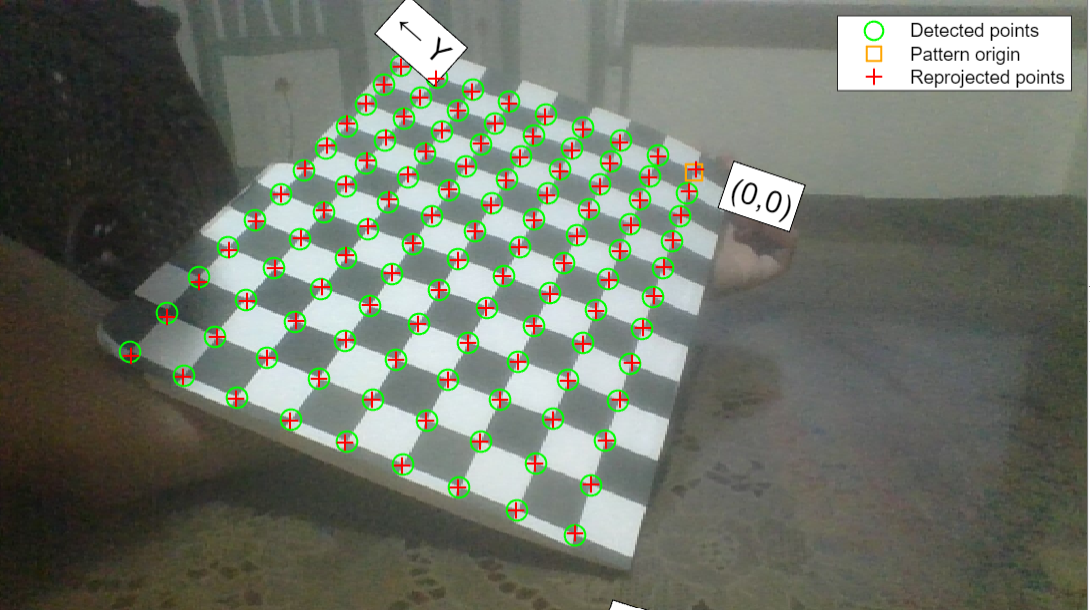 ← Y
Detected points
Pattern origin
Reprojected points
(0,0)